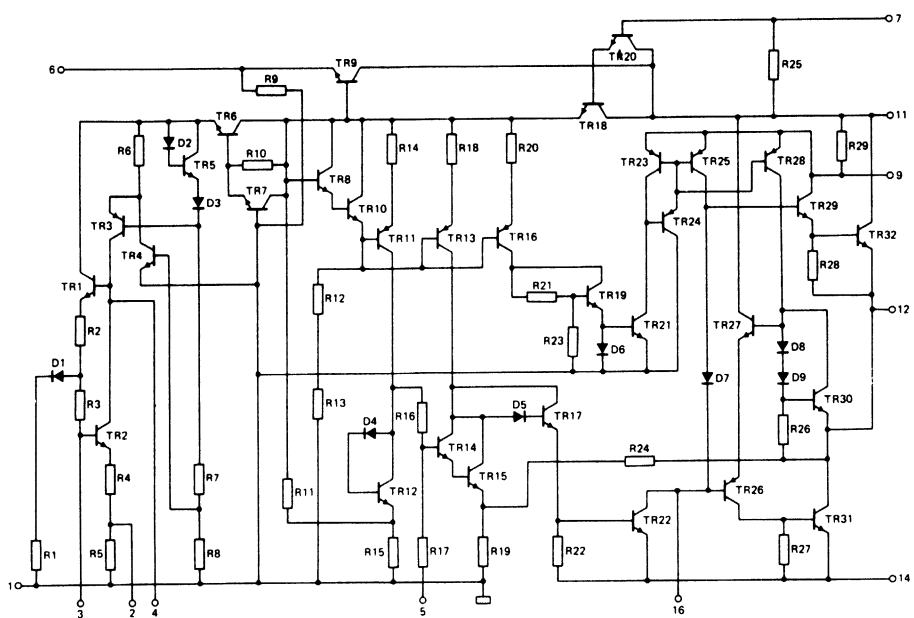 7
6
TR9
TR20
R9
R25
TR6
TR18
11
R6
D2
TR5
R10
R14
R18
R20
TR23
TR25
TR28
R29
TR7
TR8
9
D3
TR10
TR29
TR3
TR4
TR11
TR13
TR16
TR24
TR32
R28
TR1
R21
TR19
R12
12
R2
R23
D6
TR21
TR27
D8
D1
D7
D9
R3
R13
R16
D5
TR17
TR30
D4
R26
TR2
TR14
R24
TR15
R4
R7
R11
TR12
TR26
TR22
TR31
R1
R5
R8
R15
R17
R19
R22
R27
1
14
3
2
4
5
16